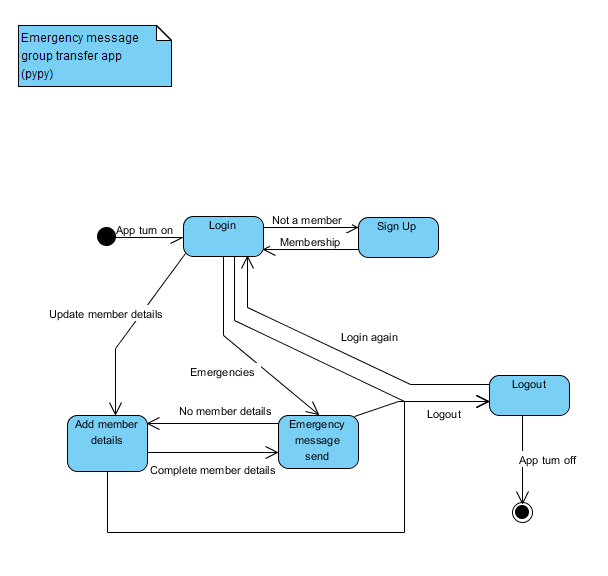 Emergency message
group transfer app
(pypy)
App turn on
Login
Not a member
Membership
Sign Up
Update member details
Login again
Emergencies
Logout
No member details
Logout
Add member
details
Emergency
message
send
Complete member details
App turn off